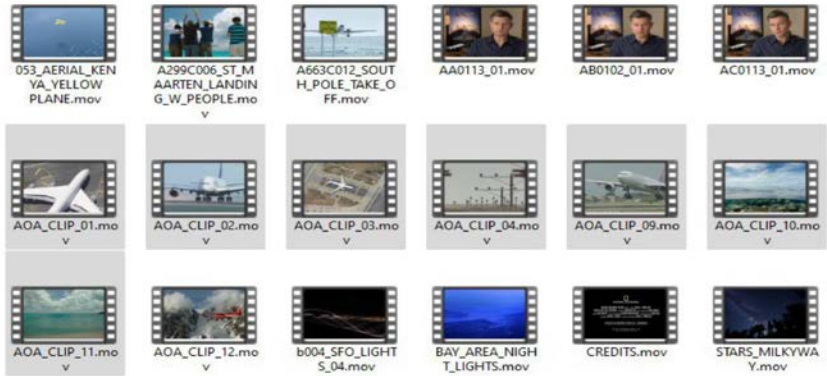 053_AERIAL_KEN
YA_YELLOW
PLANE.mov
A299C006_ST_M
AARTEN_LANDIN
G_W_PEOPLE.mo
v
A663C012_SOUT
H_POLE_TAKE_O
FF.mov
AA0113_01.mov
AB0102_01.mov
AC0113_01.mov
AOA_CLIP_01.mo
v
AOA_CLIP_02.mo
v
AOA_CLIP_03.mo
v
AOA_CLIP_04.mo
v
AOA_CLIP_09.mo
v
AOA_CLIP_10.mo
v
AOA_CLIP_11.mo
v
AOA_CLIP_12.mo
v
b004_SFO_LIGHT
S_04.mov
BAY_AREA_NIGH
T_LIGHTS.mov
CREDITS.mov
STARS_MILKYWA
Y.mov